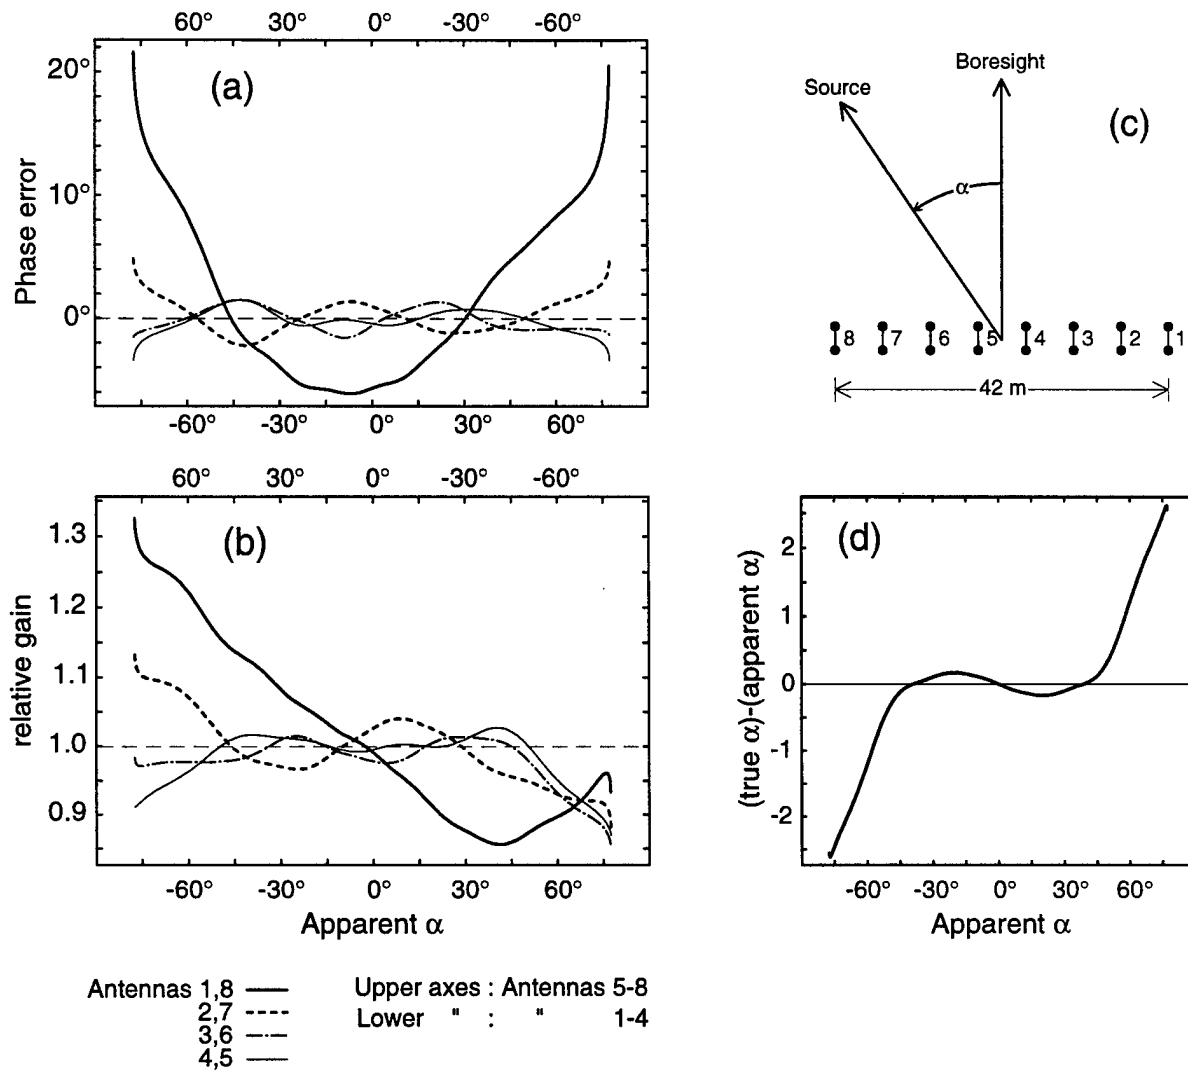 60° 30° 0° -30° -60°
(a)
20°
10°
0°
Phase error
-60° -30° 0° 30° 60°
Boresight
Source
(c)
α
8 7 6 5 4 3 2 1
42 m
60° 30° 0° -30° -60°
(b)
1.3
1.2
1.1
1.0
0.9
relative gain
-60° -30° 0° 30° 60°
Apparent α
(d)
2
1
0
-1
-2
(true α)-(apparent α)
-60° -30° 0° 30° 60°
Apparent α
Antennas 1,8
2,7
3,6
4,5
Upper axes : Antennas 5-8
Lower " : " 1-4